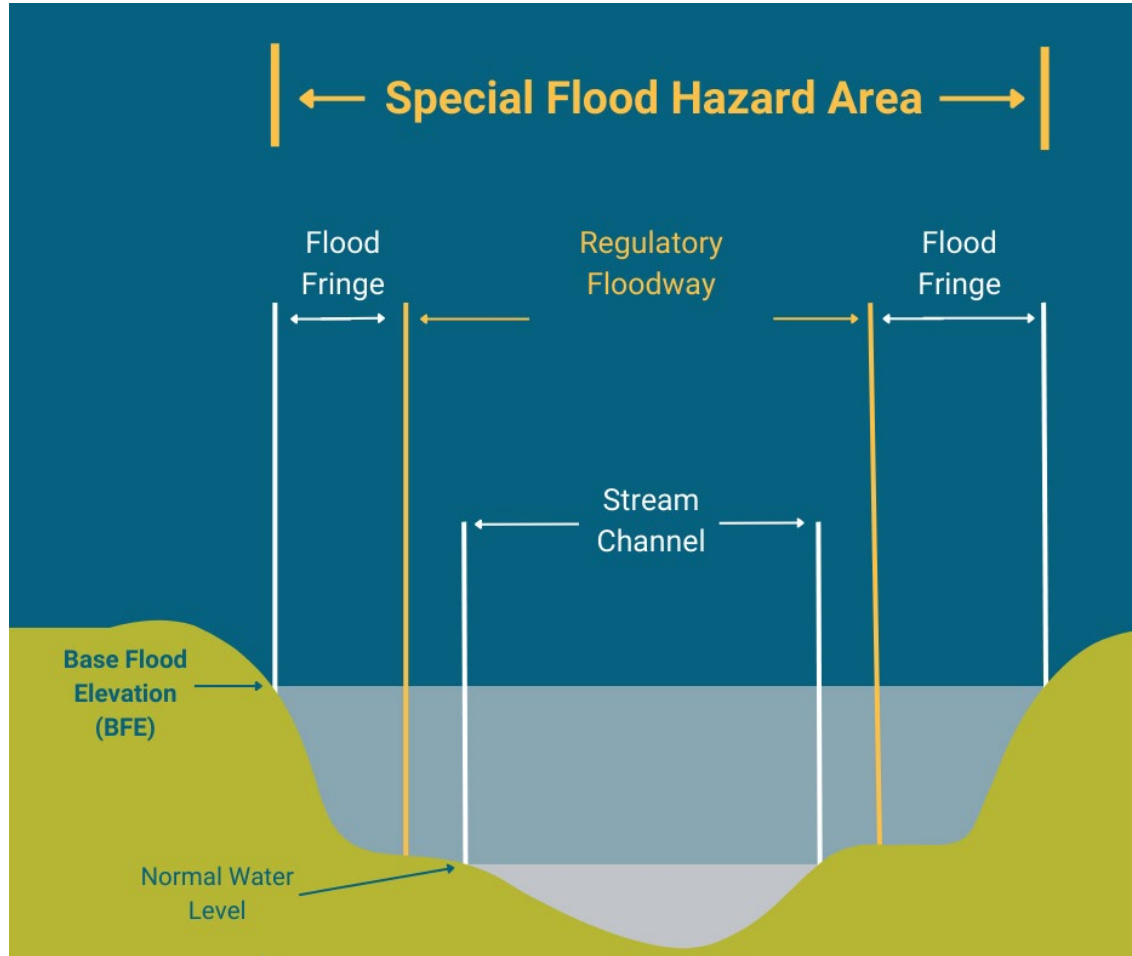 Special Flood Hazard Area
Flood
Fringe
Regulatory
Floodway
Flood
Fringe
Stream
Channel
Base Flood
Elevation
(BFE)
Normal Water
Level